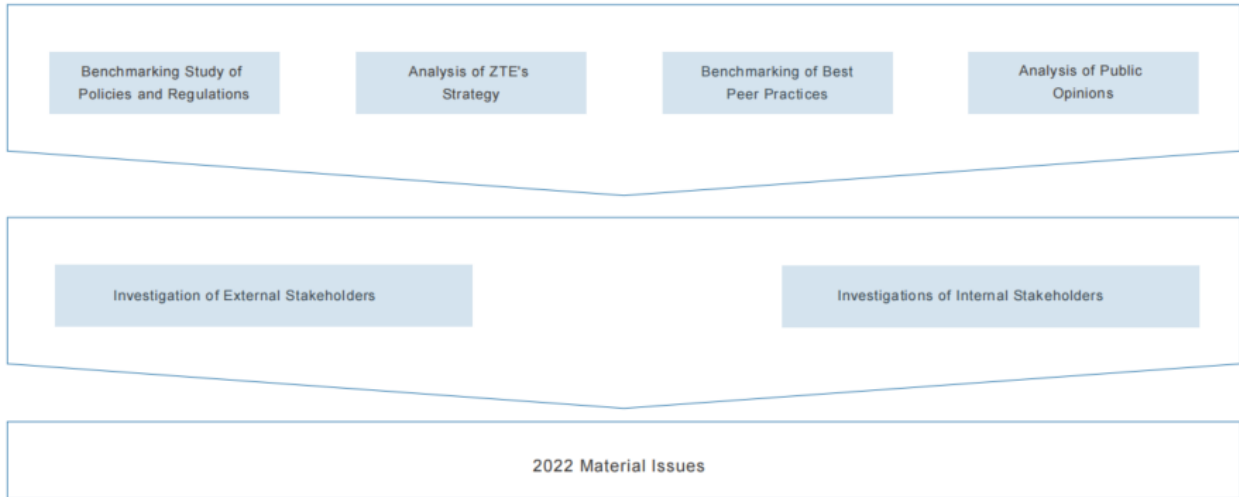 Benchmarking Study of
Policies and Regulations
Analysis of ZTE's
Strategy
Benchmarking of Best
Peer Practices
Analysis of Public
Opinions
Investigation of External Stakeholders
Investigations of Internal Stakeholders
2022 Material Issues